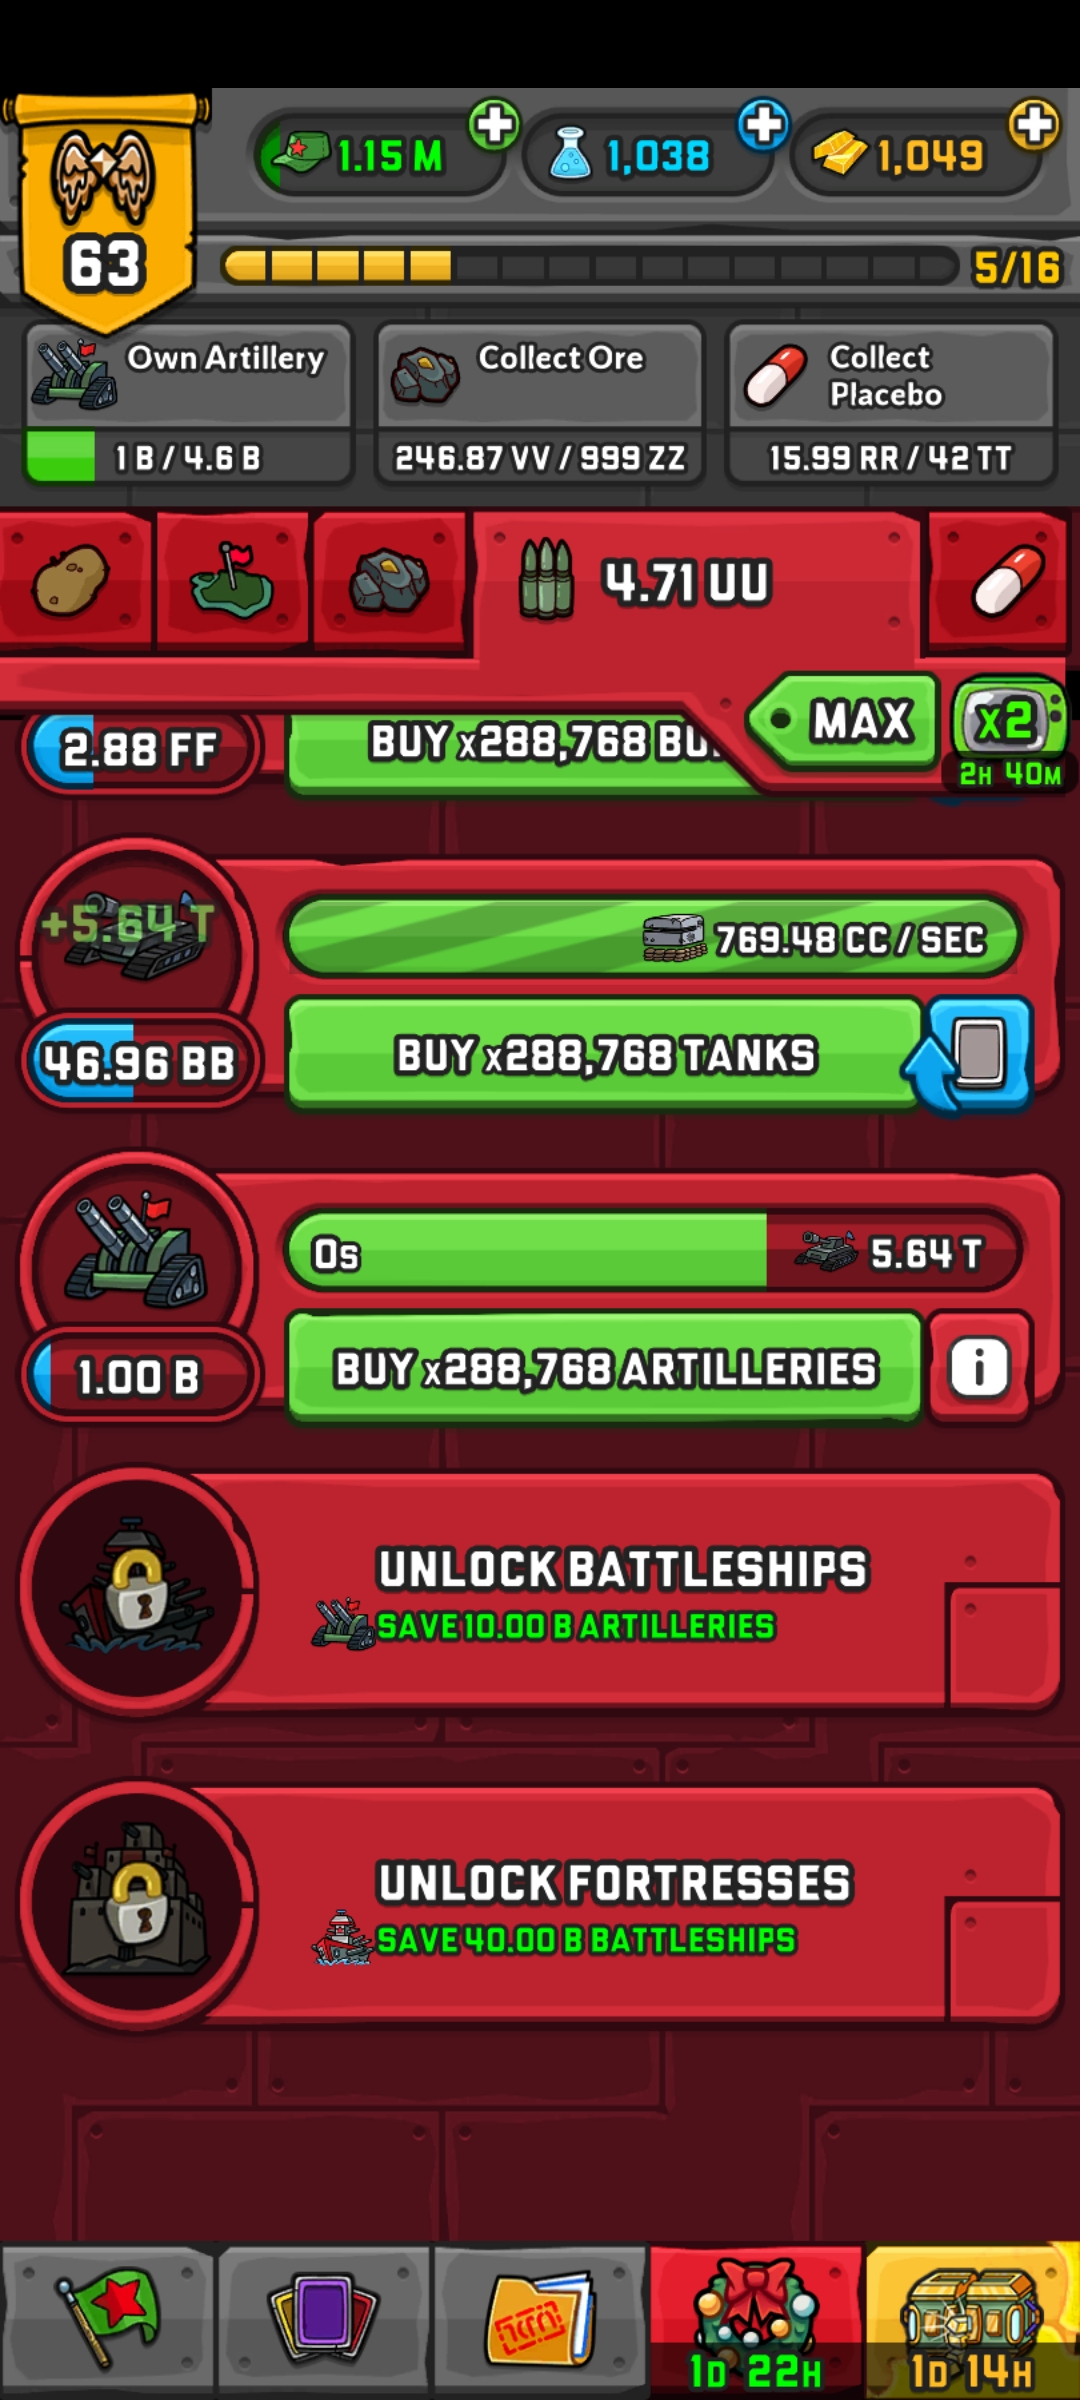 1.15 M
1,038
1,049
63
5/16
Own Artillery
1 B / 4.6 B
Collect Ore
246.87 VV / 999 ZZ
Collect
Placebo
15.99 RR / 42 TT
4.71 UU
MAX
x2
2H 40M
2.88 FF
BUY x288,768
+5.64 T
769.48 CC / SEC
46.96 BB
BUY x288,768 TANKS
0s
5.64 T
1.00 B
BUY x288,768 ARTILLERIES
i
UNLOCK BATTLESHIPS
SAVE 10.00 B ARTILLERIES
UNLOCK FORTRESSES
SAVE 40.00 B BATTLESHIPS
1D 22H
1D 14H